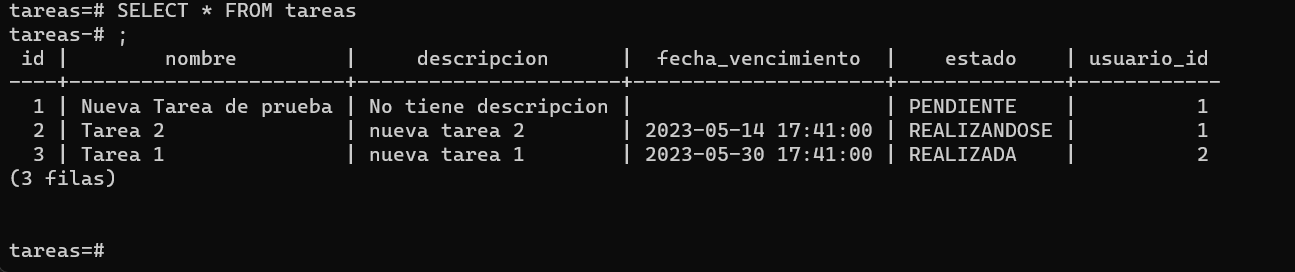 tareas=# SELECT * FROM tareas
tareas-# ;
 id |        nombre         |     descripcion      |  fecha_vencimiento  |    estado    | usuario_id
----+-----------------------+----------------------+---------------------+--------------+------------
  1 | Nueva Tarea de prueba | No tiene descripcion |                     | PENDIENTE    |          1
  2 | Tarea 2               | nueva tarea 2        | 2023-05-14 17:41:00 | REALIZANDOSE |          1
  3 | Tarea 1               | nueva tarea 1        | 2023-05-30 17:41:00 | REALIZADA    |          2
(3 filas)
tareas=#